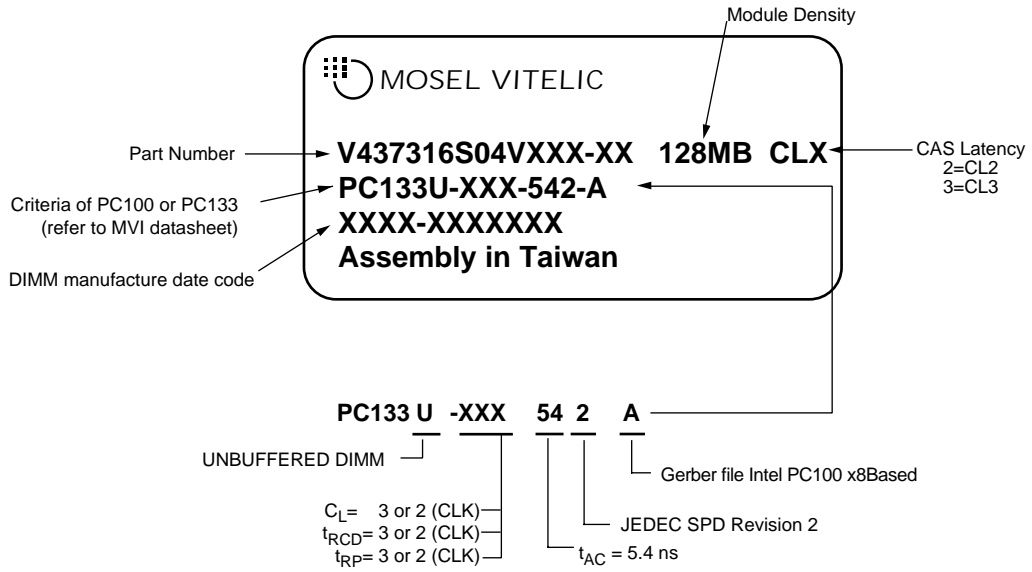 Module Density
MOSEL VITELIC
Part Number
V437316S04VXXX-XX 128MB CLX
CAS Latency
2=CL2
3=CL3
Criteria of PC100 or PC133
(refer to MVI datasheet)
PC133U-XXX-542-A
XXXX-XXXXXXX
DIMM manufacture date code
Assembly in Taiwan
PC133 U -XXX 54 2 A
UNBUFFERED DIMM
Gerber file Intel PC100 x8Based
CL= 3 or 2 (CLK)
tRCD= 3 or 2 (CLK)
tRP= 3 or 2 (CLK)
JEDEC SPD Revision 2
tAC = 5.4 ns